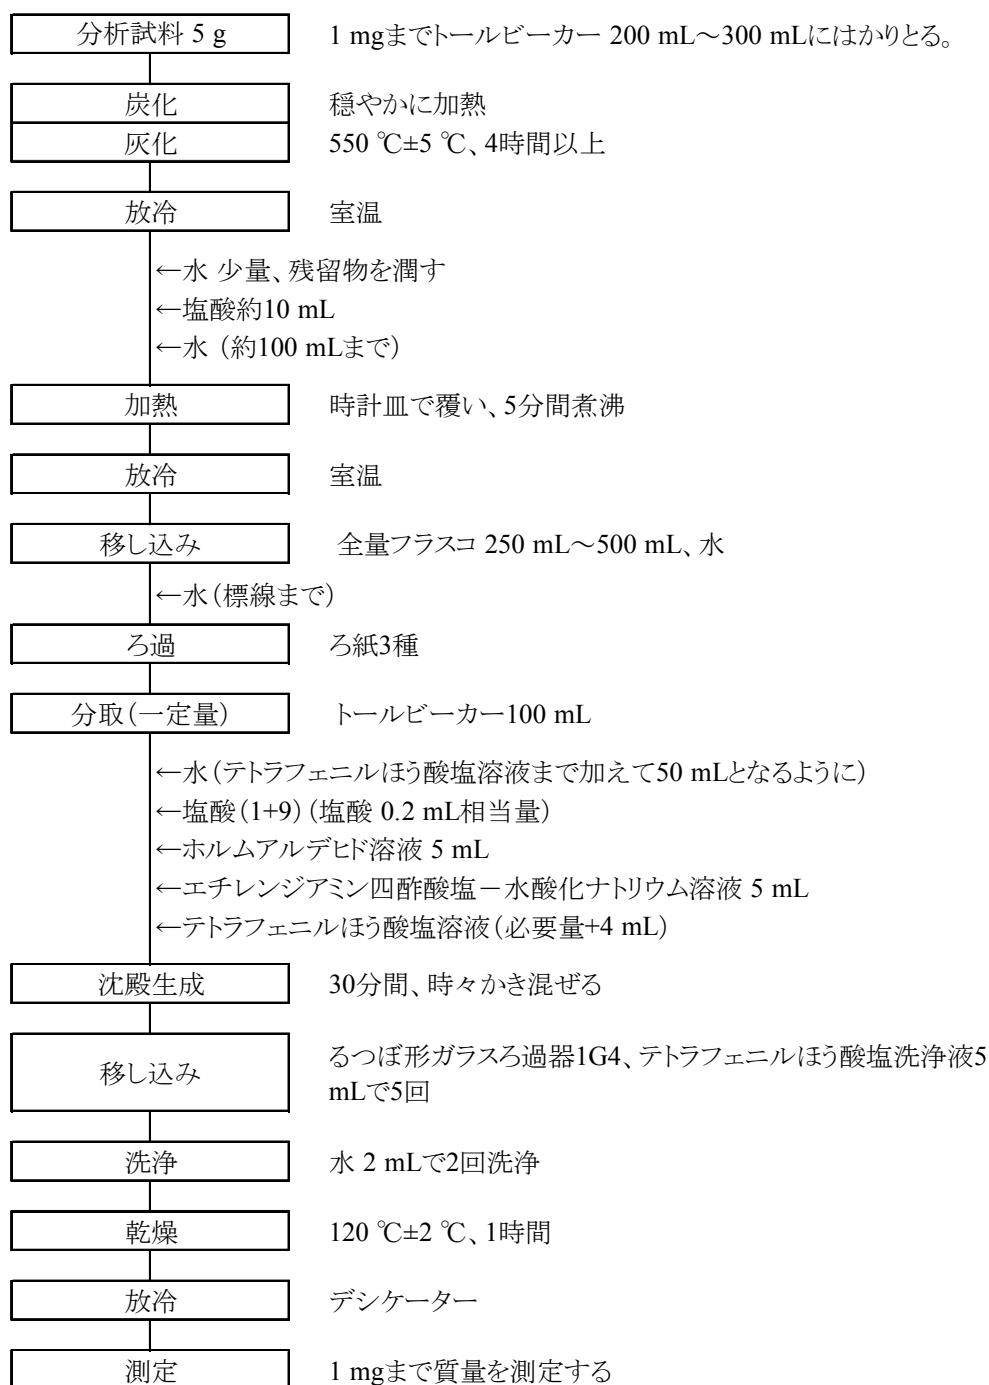 分析試料 5 g 1 mgまでトールビーカー 200 mL～300 mLにはかりとる。
炭化 穏やかに加熱
灰化 550 ℃±5 ℃、4時間以上
放冷 室温
←水 少量、残留物を潤す
←塩酸約10 mL
←水（約100 mLまで）
加熱 時計皿で覆い、5分間煮沸
放冷 室温
移し込み 全量フラスコ 250 mL～500 mL、水
←水（標線まで）
ろ過 ろ紙3種
分取（一定量） トールビーカー100 mL
←水（テトラフェニルほう酸塩溶液まで加えて50 mLとなるように）
←塩酸（1+9）（塩酸 0.2 mL相当量）
←ホルムアルデヒド溶液 5 mL
←エチレンジアミン四酢酸塩－水酸化ナトリウム溶液 5 mL
←テトラフェニルほう酸塩溶液（必要量+4 mL）
沈殿生成 30分間、時々かき混ぜる
移し込み るつぼ形ガラスろ過器1G4、テトラフェニルほう酸塩洗浄液5
mLで5回
洗浄 水 2 mLで2回洗浄
乾燥 120 ℃±2 ℃、1時間
放冷 デシケーター
測定 1 mgまで質量を測定する